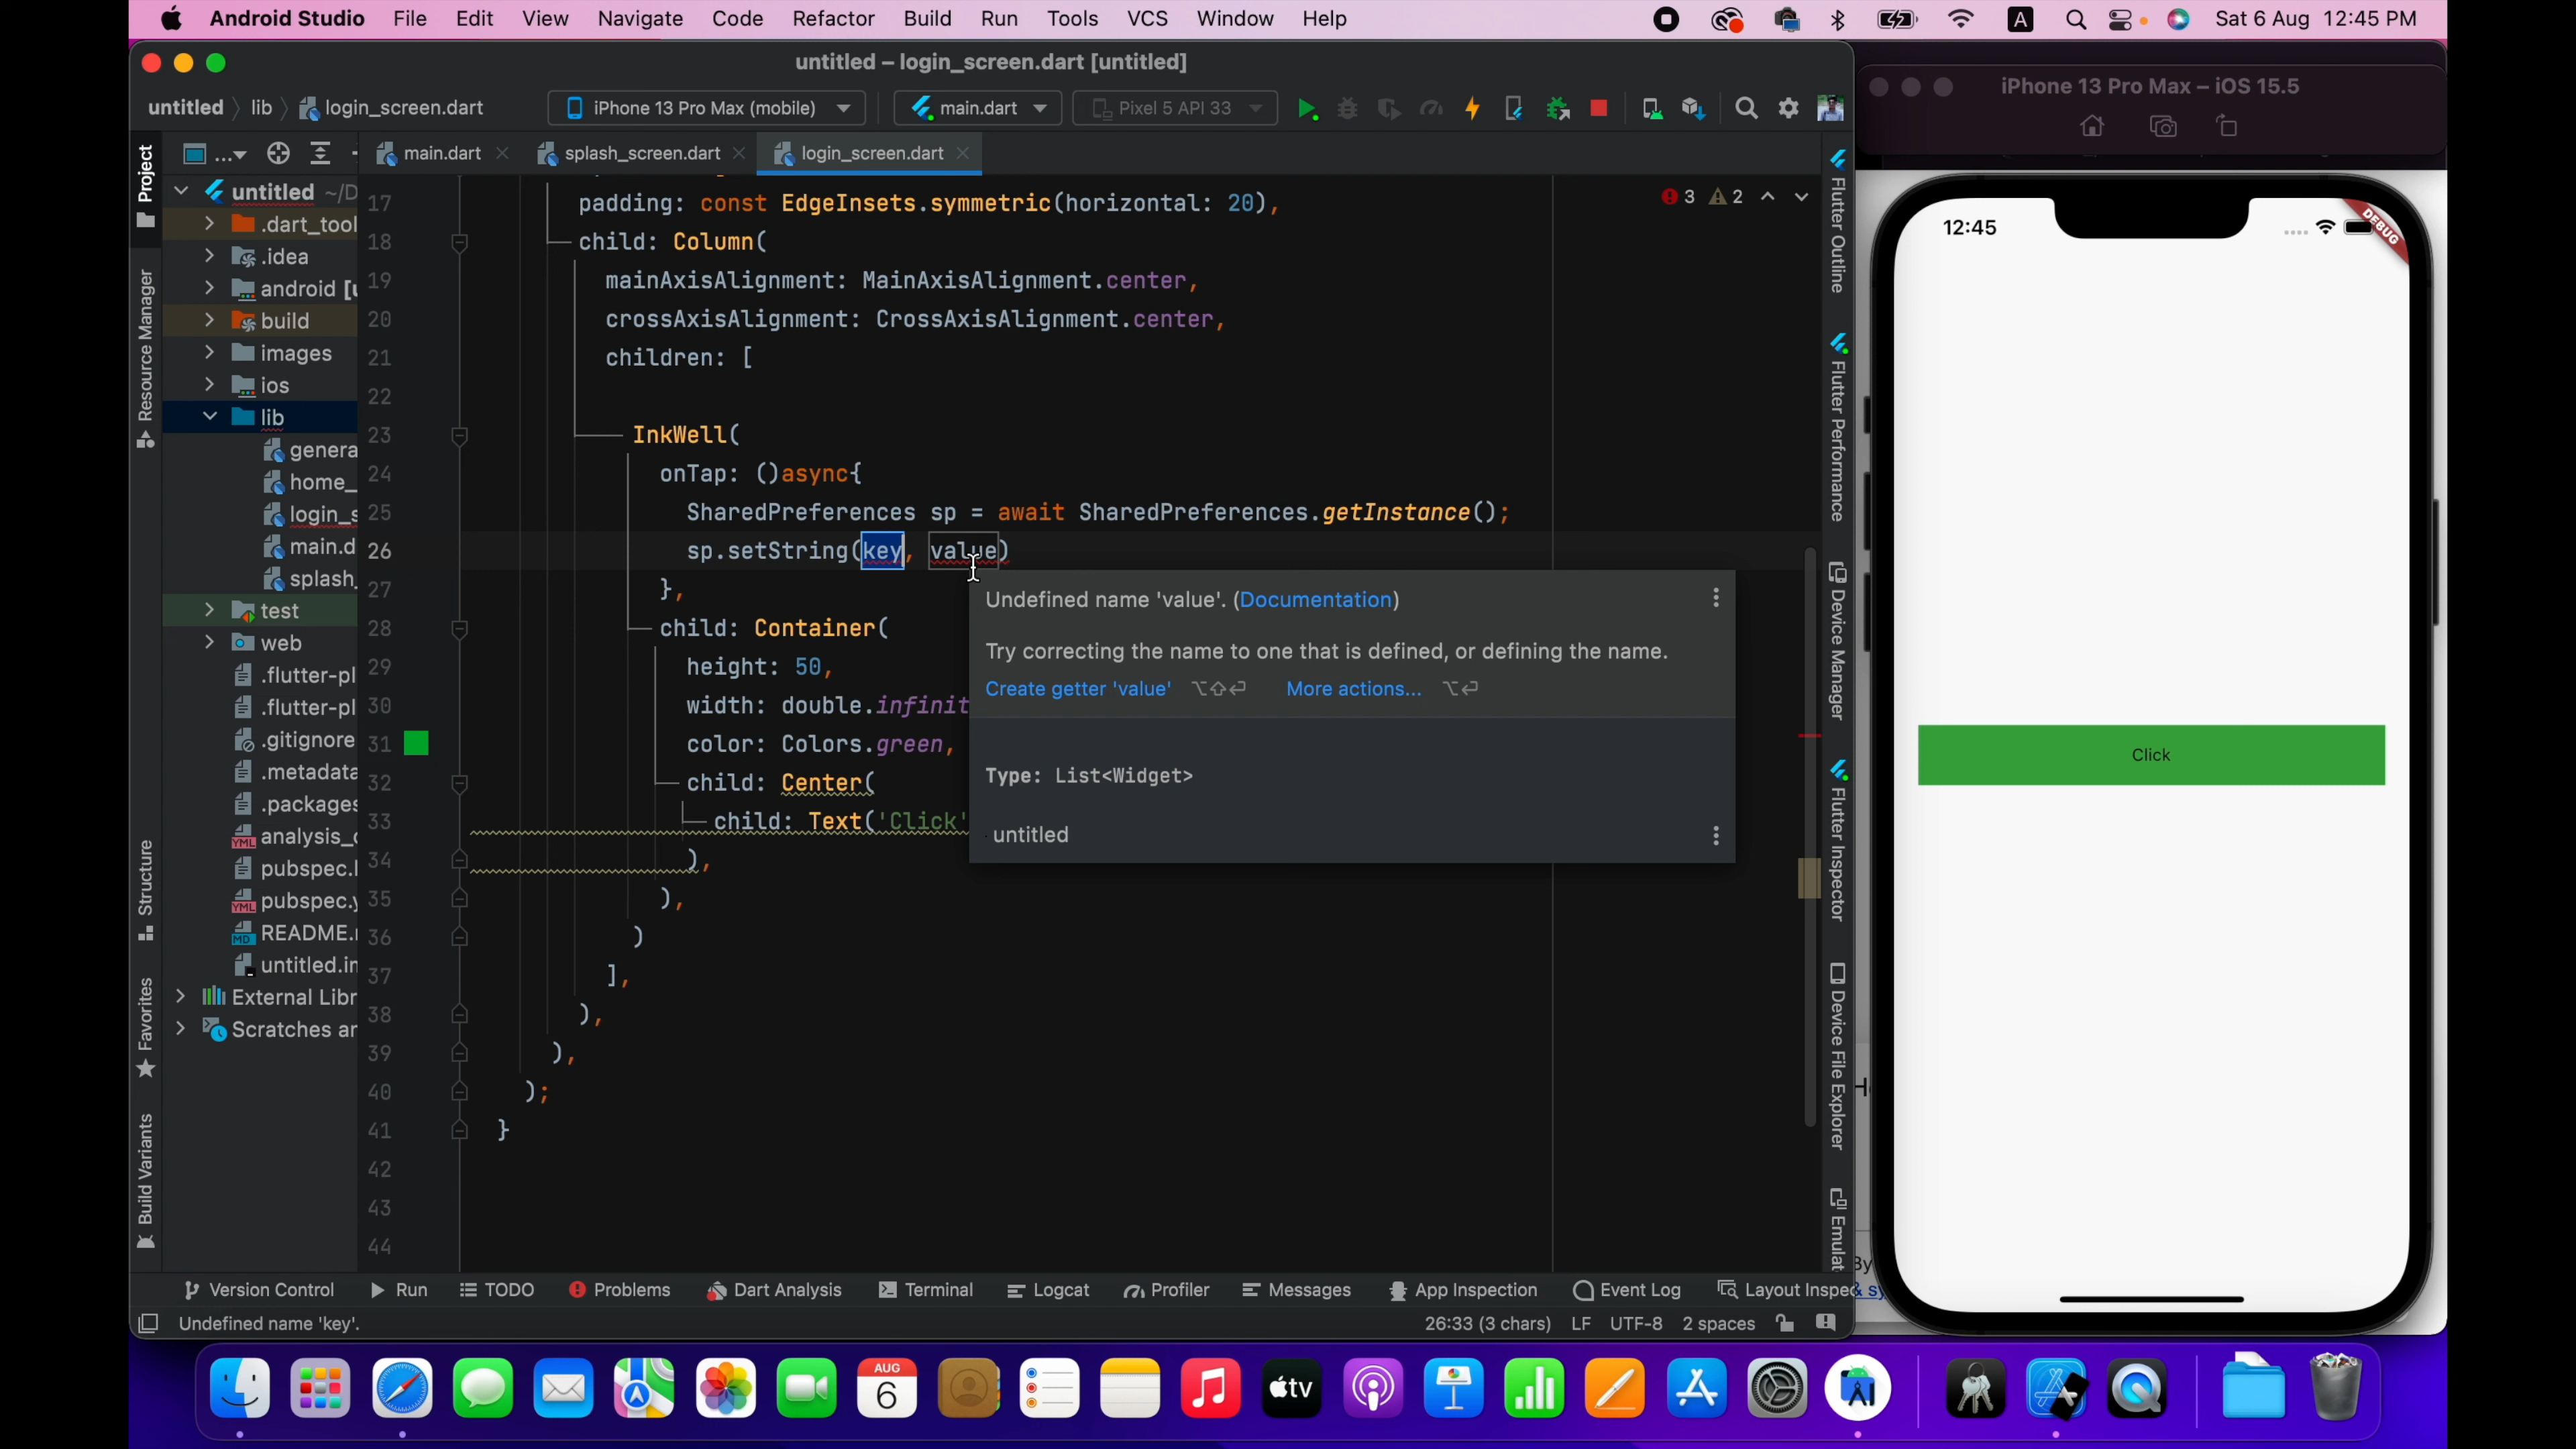 Android Studio File Edit View Navigate Code Refactor Build Run Tools VCS Window Help
A Sat 6 Aug 12:45 PM
untitled – login_screen.dart [untitled]
untitled lib login_screen.dart
iPhone 13 Pro Max (mobile) main.dart Pixel 5 API 33
main.dart splash_screen.dart login_screen.dart
Project
Resource Manager
Structure
Favorites
Build Variants
...
untitled ~/D
.dart_tool
.idea
android [u
build
images
ios
lib
genera
home_
login_s
main.d
splash_
test
web
.flutter-pl
.flutter-pl
.gitignore
.metadata
.packages
analysis_o
pubspec.l
pubspec.y
README.
untitled.im
External Libr
Scratches an
3 2
17 padding: const EdgeInsets.symmetric(horizontal: 20),
18 child: Column(
19 mainAxisAlignment: MainAxisAlignment.center,
20 crossAxisAlignment: CrossAxisAlignment.center,
21 children: [
22
23 InkWell(
24 onTap: ()async{
25 SharedPreferences sp = await SharedPreferences.getInstance();
26 sp.setString(key, value)
27 },
28 child: Container(
29 height: 50,
30 width: double.infinit
31 color: Colors.green,
32 child: Center(
33 child: Text('Click'
34 ),
35 ),
36 )
37 ],
38 ),
39 ),
40 );
41 }
42
43
44
Undefined name 'value'. (Documentation)
Try correcting the name to one that is defined, or defining the name.
Create getter 'value' ⌥⇧⏎ More actions... ⌥⏎
Type: List<Widget>
untitled
Flutter Outline
Flutter Performance
Device Manager
Flutter Inspector
Device File Explorer
Emulat
Version Control Run TODO Problems Dart Analysis Terminal Logcat Profiler Messages App Inspection Event Log Layout Inspec
Undefined name 'key'.
26:33 (3 chars) LF UTF-8 2 spaces
iPhone 13 Pro Max – iOS 15.5
12:45
DEBUG
Click
By
& sy
AUG
6
tv